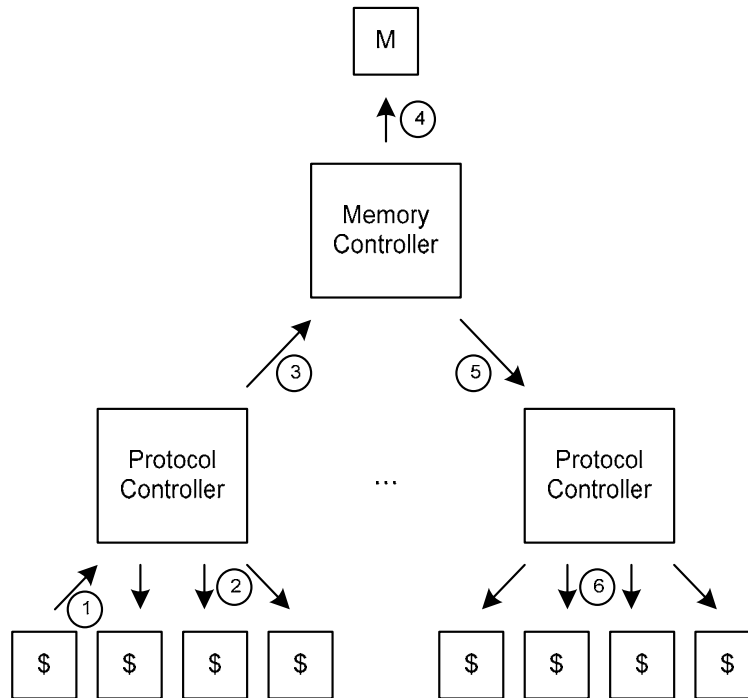 M
4
Memory
Controller
3
5
Protocol
Controller
...
Protocol
Controller
1
2
6
$ $ $ $ $ $ $ $